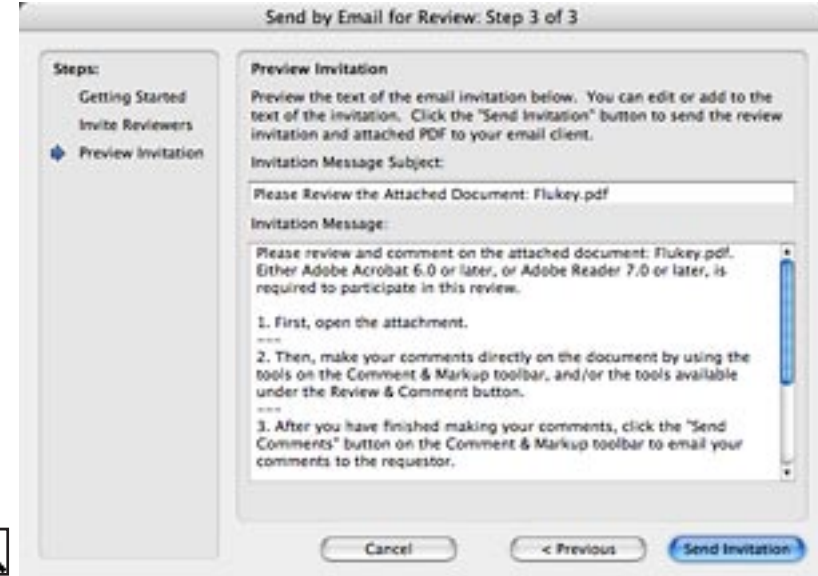 Send by Email for Review: Step 3 of 3
Steps:
Getting Started
Invite Reviewers
Preview Invitation
Preview Invitation
Preview the text of the email invitation below. You can edit or add to the
text of the invitation. Click the "Send Invitation" button to send the review
invitation and attached PDF to your email client.
Invitation Message Subject:
Please Review the Attached Document: Flukey.pdf
Invitation Message:
Please review and comment on the attached document: Flukey.pdf.
Either Adobe Acrobat 6.0 or later, or Adobe Reader 7.0 or later, is
required to participate in this review.
1. First, open the attachment.
---
2. Then, make your comments directly on the document by using the
tools on the Comment & Markup toolbar, and/or the tools available
under the Review & Comment button.
---
3. After you have finished making your comments, click the "Send
Comments" button on the Comment & Markup toolbar to email your
comments to the requestor.
Cancel
< Previous
Send Invitation